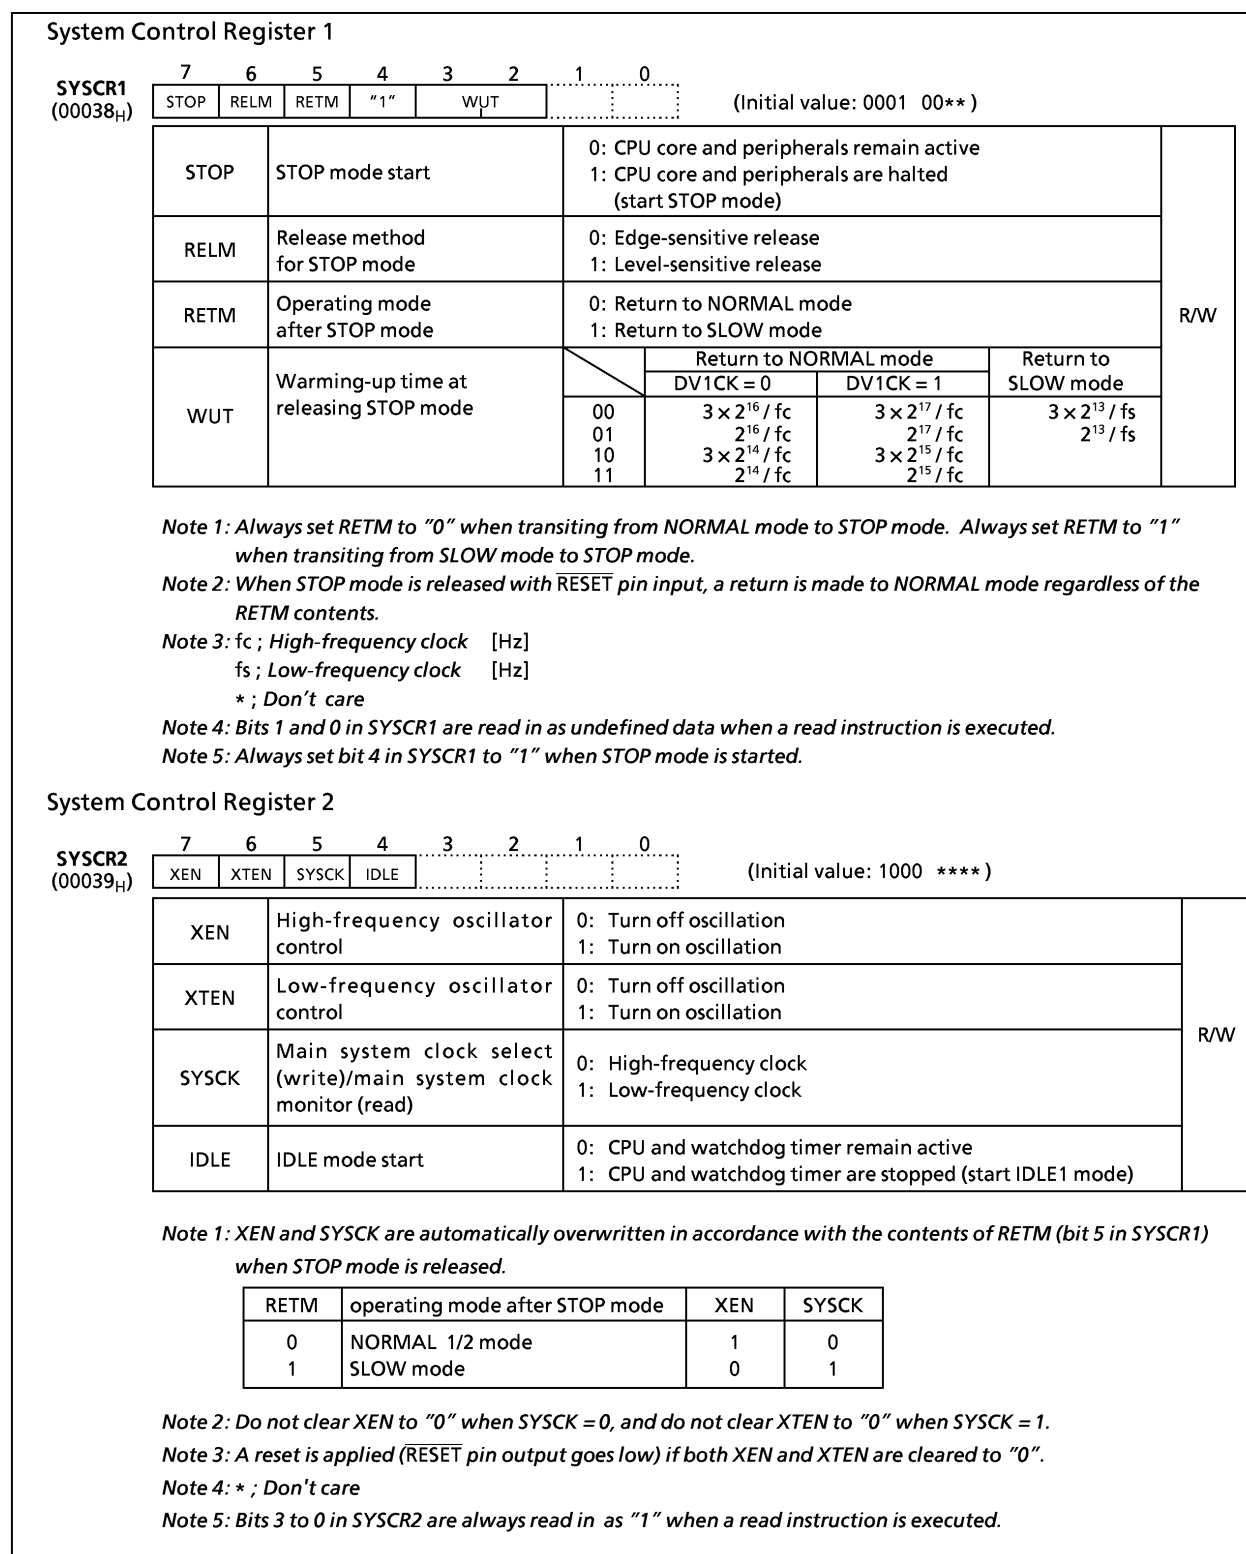 System Control Register 1
7 6 5 4 3 2 1 0
SYSCR1 (00038H)
STOP RELM RETM "1" WUT (Initial value: 0001 00**)
STOP STOP mode start 0: CPU core and peripherals remain active
1: CPU core and peripherals are halted
(start STOP mode)
RELM Release method for STOP mode 0: Edge-sensitive release
1: Level-sensitive release
RETM Operating mode after STOP mode 0: Return to NORMAL mode
1: Return to SLOW mode
R/W
WUT Warming-up time at releasing STOP mode
Return to NORMAL mode Return to SLOW mode
DV1CK = 0 DV1CK = 1
00 3 × 2¹⁶ / fc 3 × 2¹⁷ / fc 3 × 2¹³ / fs
01 2¹⁶ / fc 2¹⁷ / fc 2¹³ / fs
10 3 × 2¹⁴ / fc 3 × 2¹⁵ / fc
11 2¹⁴ / fc 2¹⁵ / fc
Note 1: Always set RETM to "0" when transiting from NORMAL mode to STOP mode. Always set RETM to "1"
when transiting from SLOW mode to STOP mode.
Note 2: When STOP mode is released with RESET pin input, a return is made to NORMAL mode regardless of the
RETM contents.
Note 3: fc ; High-frequency clock [Hz]
fs ; Low-frequency clock [Hz]
* ; Don't care
Note 4: Bits 1 and 0 in SYSCR1 are read in as undefined data when a read instruction is executed.
Note 5: Always set bit 4 in SYSCR1 to "1" when STOP mode is started.
System Control Register 2
7 6 5 4 3 2 1 0
SYSCR2 (00039H)
XEN XTEN SYSCK IDLE (Initial value: 1000 ****)
XEN High-frequency oscillator control 0: Turn off oscillation
1: Turn on oscillation
XTEN Low-frequency oscillator control 0: Turn off oscillation
1: Turn on oscillation
R/W
SYSCK Main system clock select (write)/main system clock monitor (read) 0: High-frequency clock
1: Low-frequency clock
IDLE IDLE mode start 0: CPU and watchdog timer remain active
1: CPU and watchdog timer are stopped (start IDLE1 mode)
Note 1: XEN and SYSCK are automatically overwritten in accordance with the contents of RETM (bit 5 in SYSCR1)
when STOP mode is released.
RETM operating mode after STOP mode XEN SYSCK
0 NORMAL 1/2 mode 1 0
1 SLOW mode 0 1
Note 2: Do not clear XEN to "0" when SYSCK = 0, and do not clear XTEN to "0" when SYSCK = 1.
Note 3: A reset is applied (RESET pin output goes low) if both XEN and XTEN are cleared to "0".
Note 4: * ; Don't care
Note 5: Bits 3 to 0 in SYSCR2 are always read in as "1" when a read instruction is executed.